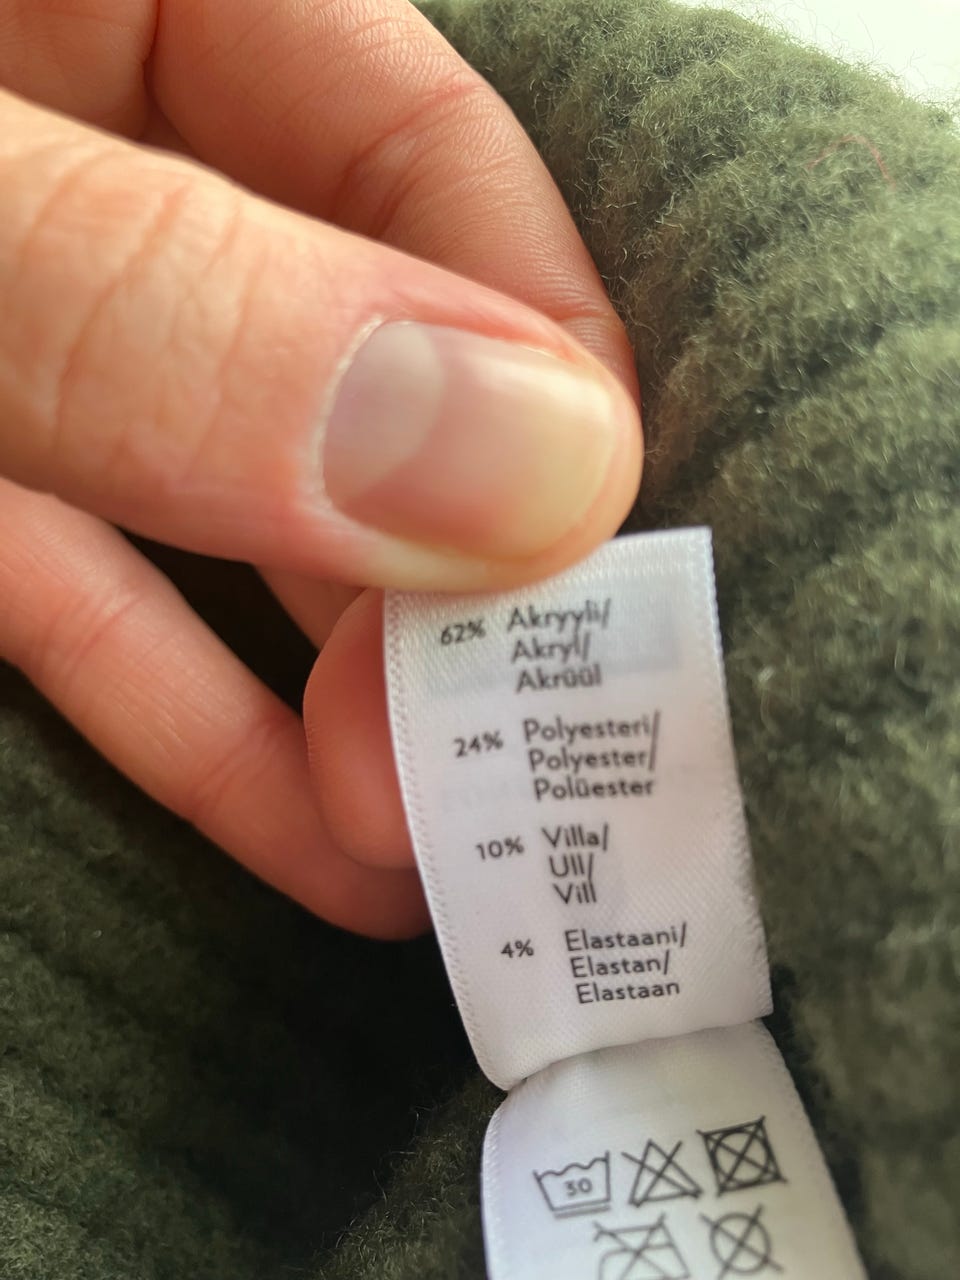 62% Akryyli/
Akryl/
Akrüül
24% Polyesteri/
Polyester/
Polüester
10% Villa/
Ull/
Vill
4% Elastaani/
Elastan/
Elastaan
30